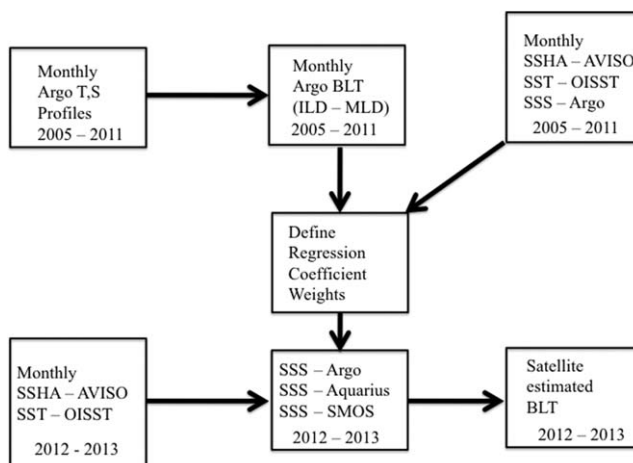 Monthly
Argo T,S
Profiles
2005 – 2011
Monthly
Argo BLT
(ILD – MLD)
2005 – 2011
Monthly
SSHA – AVISO
SST – OISST
SSS – Argo
2005 – 2011
Define
Regression
Coefficient
Weights
Monthly
SSHA – AVISO
SST – OISST
2012 - 2013
SSS – Argo
SSS – Aquarius
SSS – SMOS
2012 – 2013
Satellite
estimated
BLT
2012 – 2013